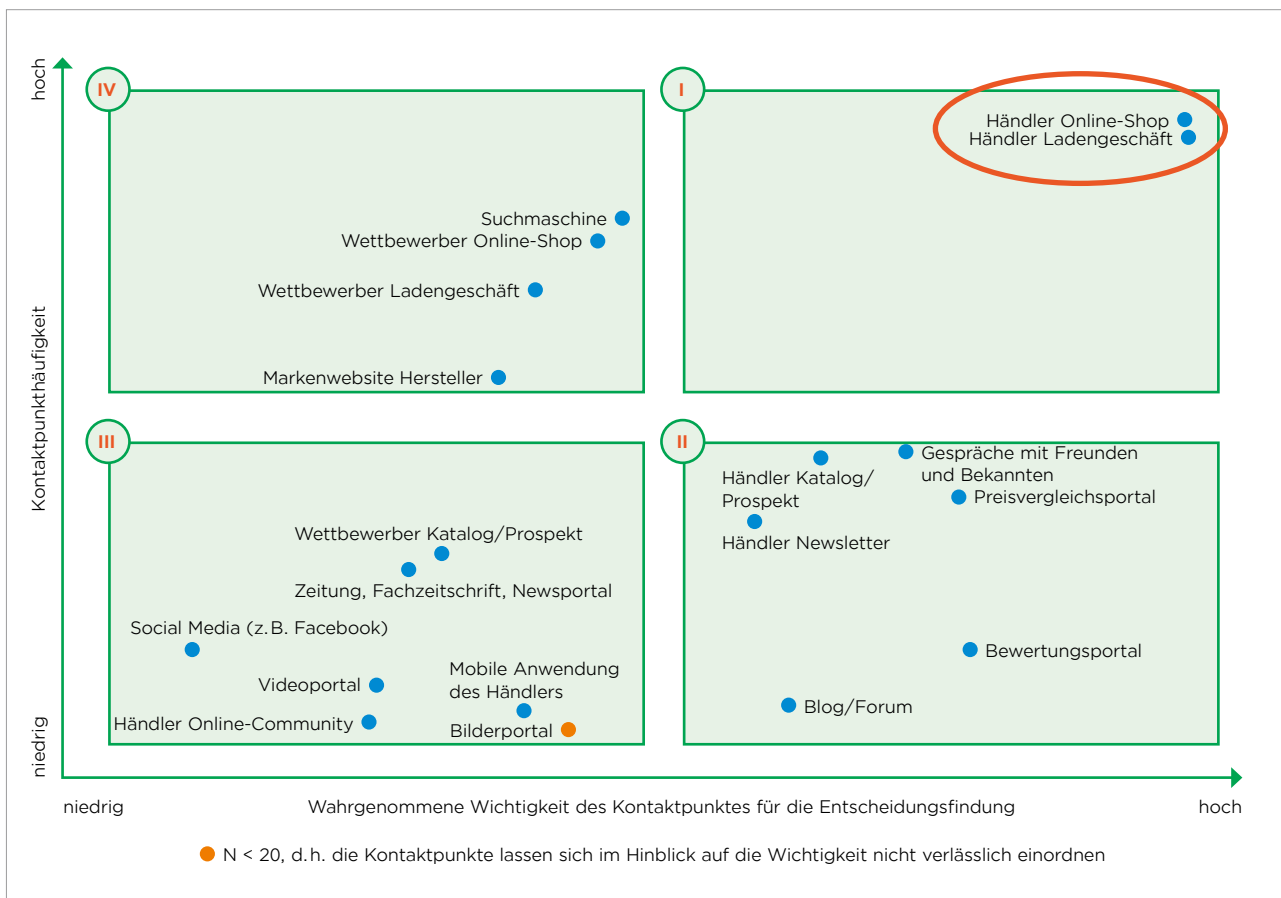 hoch
Kontaktpunkthäufigkeit
niedrig
IV
Suchmaschine
Wettbewerber Online-Shop
Wettbewerber Ladengeschäft
Markenwebsite Hersteller
I
Händler Online-Shop
Händler Ladengeschäft
III
Wettbewerber Katalog/Prospekt
Zeitung, Fachzeitschrift, Newsportal
Social Media (z. B. Facebook)
Videoportal
Händler Online-Community
Mobile Anwendung
des Händlers
Bilderportal
II
Händler Katalog/
Prospekt
Gespräche mit Freunden
und Bekannten
Preisvergleichsportal
Händler Newsletter
Bewertungsportal
Blog/Forum
niedrig
Wahrgenommene Wichtigkeit des Kontaktpunktes für die Entscheidungsfindung
hoch
N < 20, d. h. die Kontaktpunkte lassen sich im Hinblick auf die Wichtigkeit nicht verlässlich einordnen